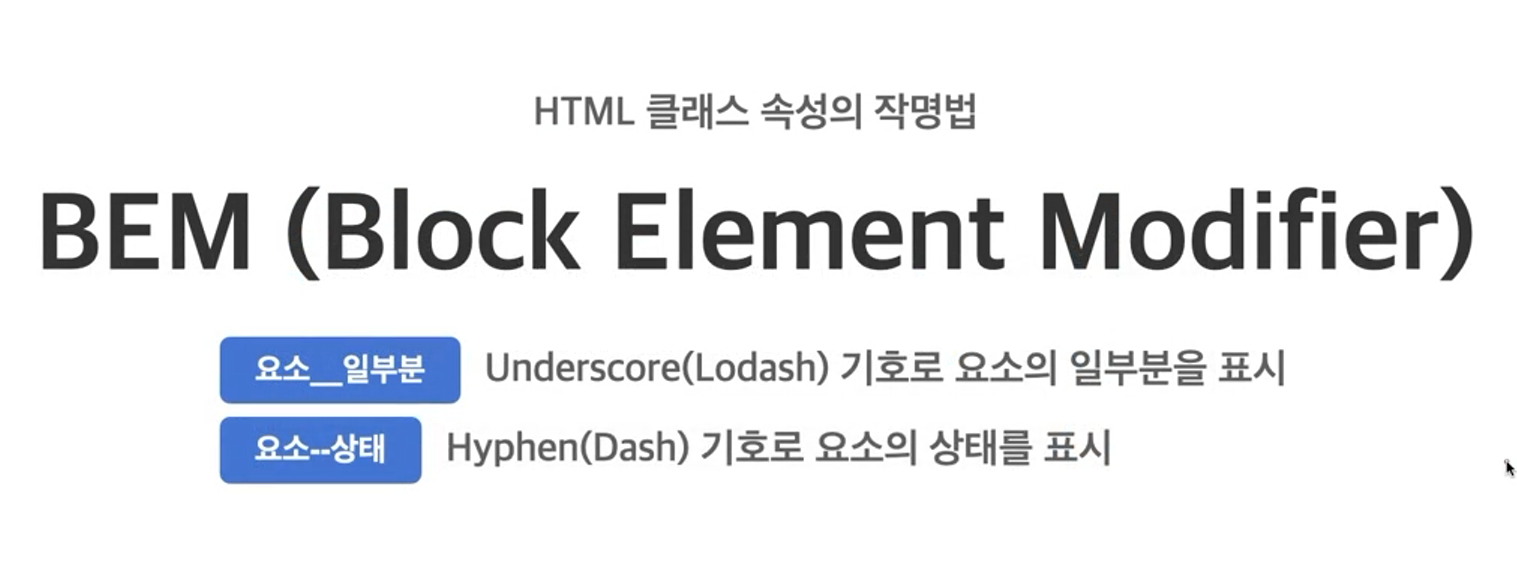 HTML 클래스 속성의 작명법
BEM (Block Element Modifier)
요소__일부분 Underscore(Lodash) 기호로 요소의 일부분을 표시
요소--상태 Hyphen(Dash) 기호로 요소의 상태를 표시